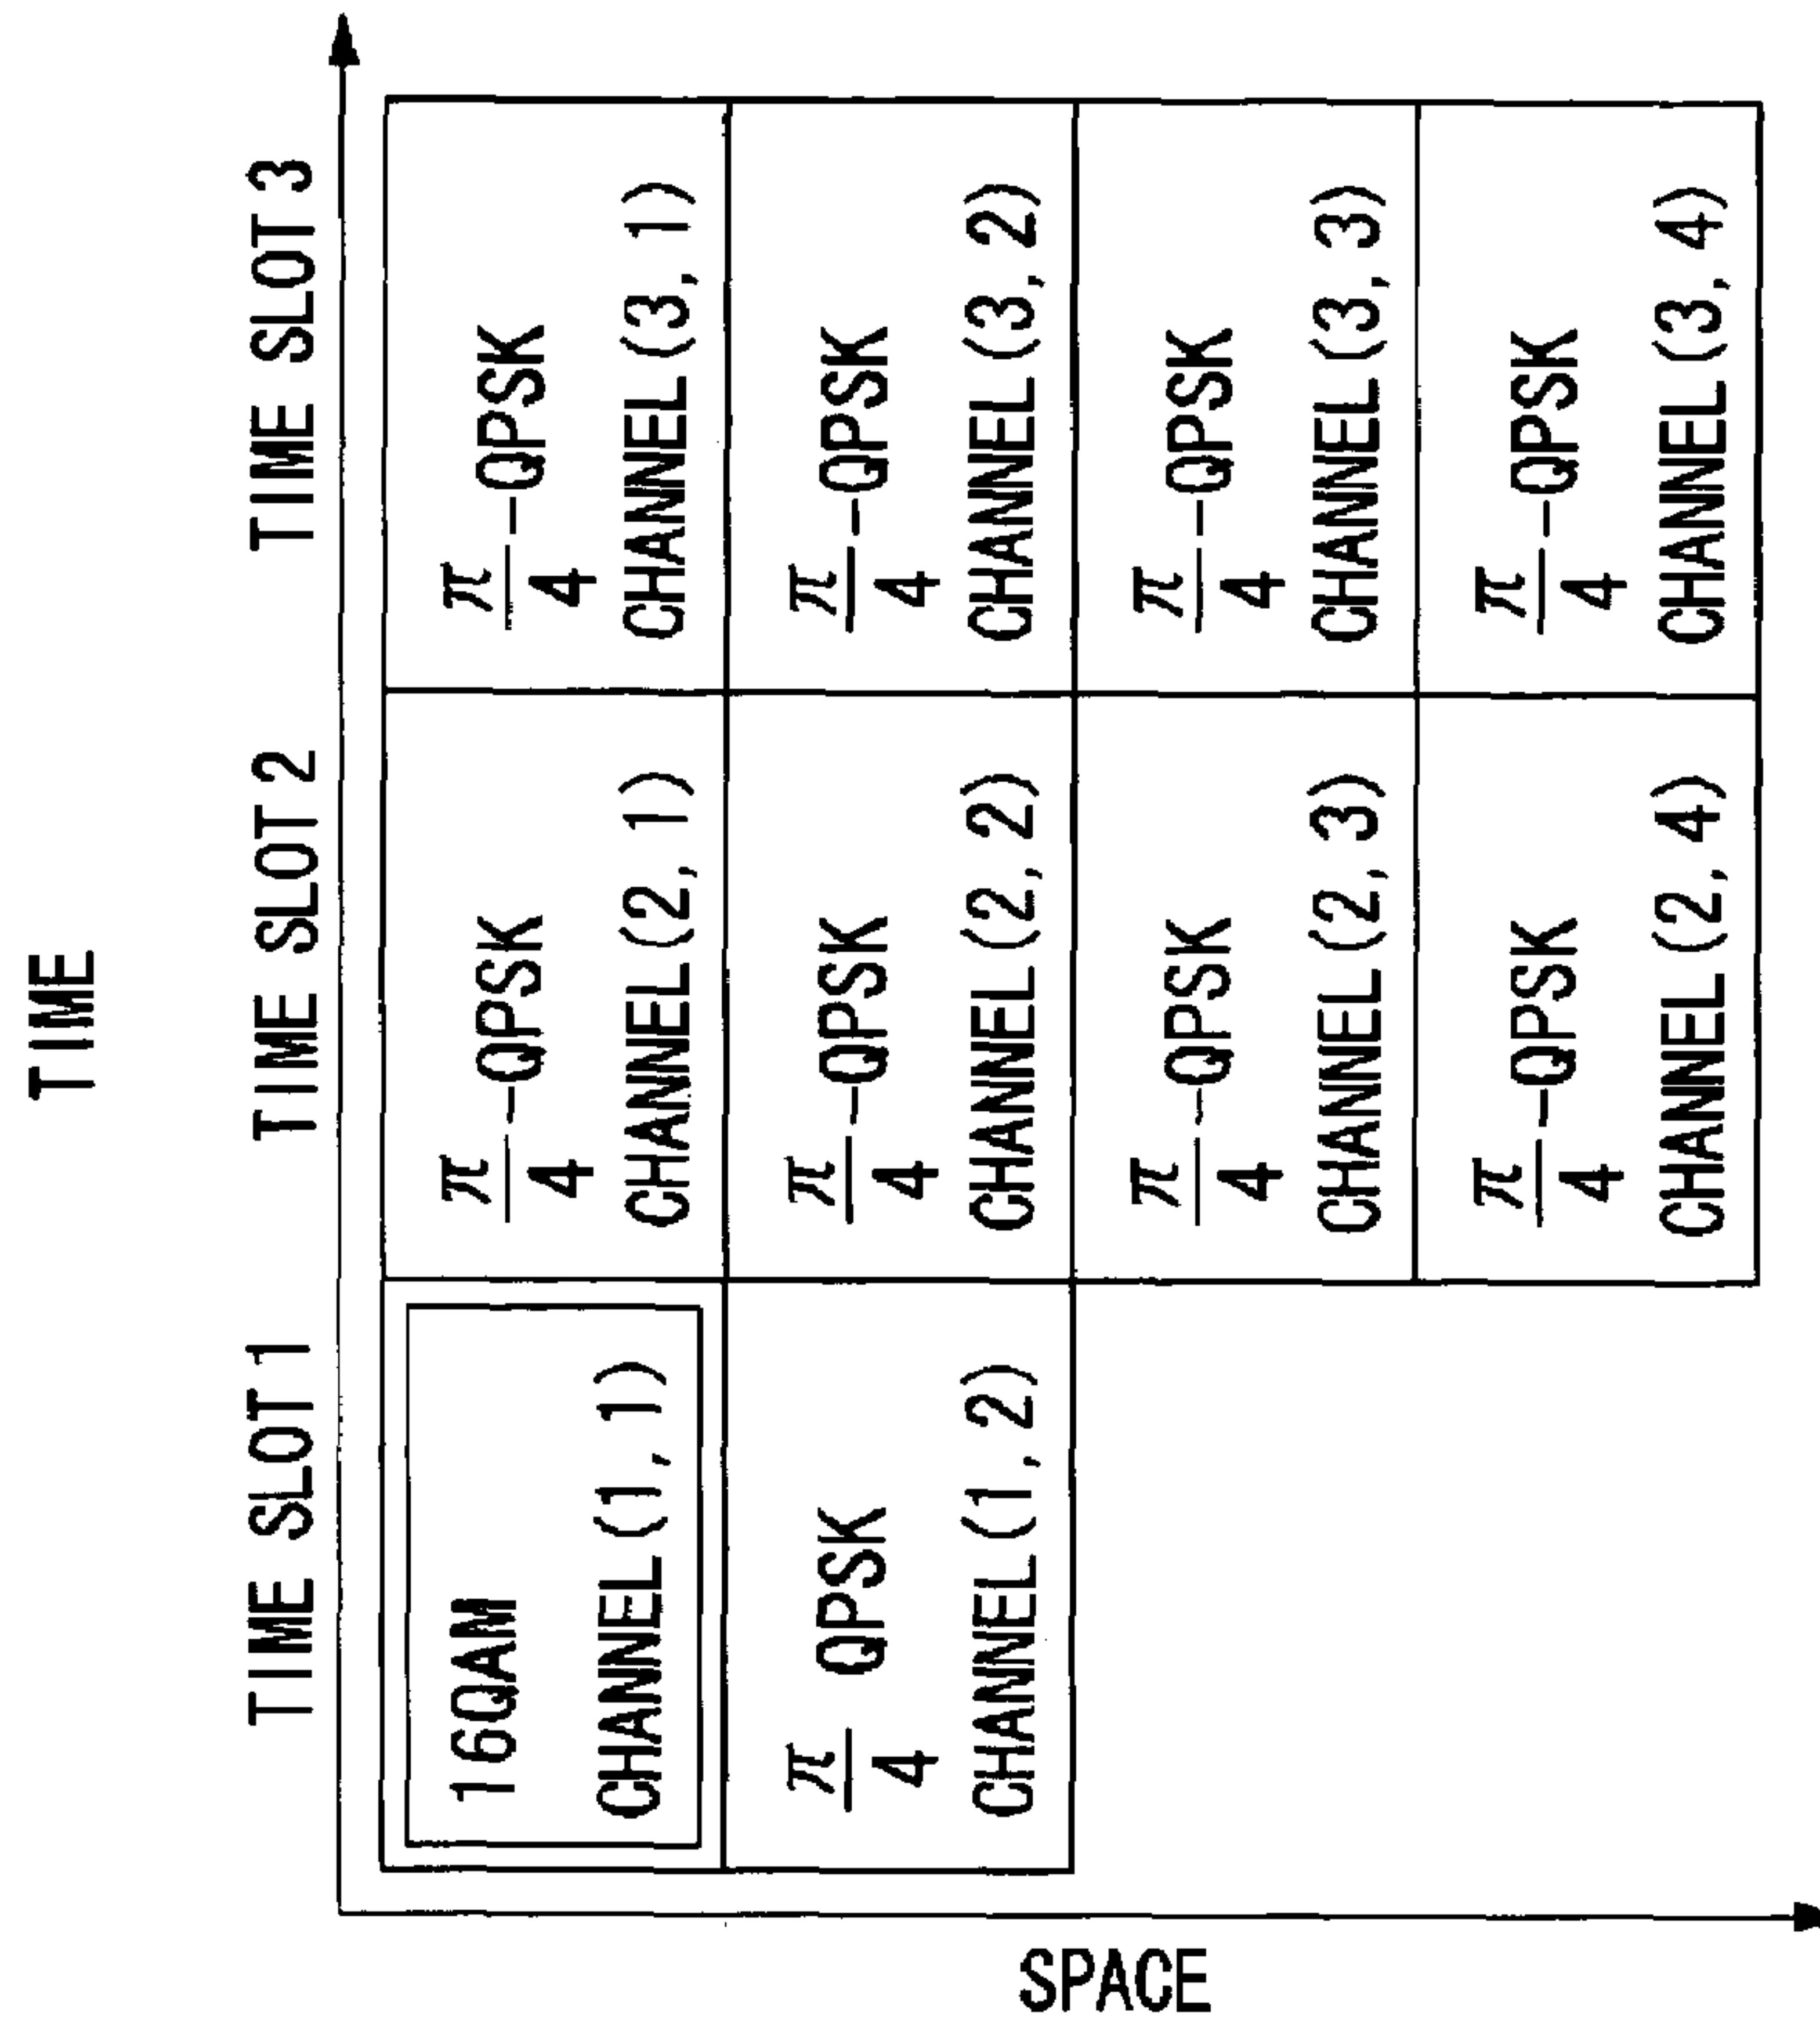 TIME
TIME SLOT 1
TIME SLOT 2
TIME SLOT 3
SPACE
16QAM
CHANNEL(1, 1)
π/4-QPSK
CHANNEL(2, 1)
π/4-QPSK
CHANNEL(3, 1)
π/4 QPSK
CHANNEL(1, 2)
π/4-QPSK
CHANNEL(2, 2)
π/4-QPSK
CHANNEL(3, 2)
π/4-QPSK
CHANNEL(2, 3)
π/4-QPSK
CHANNEL(3, 3)
π/4-QPSK
CHANNEL(2, 4)
π/4-QPSK
CHANNEL(3, 4)